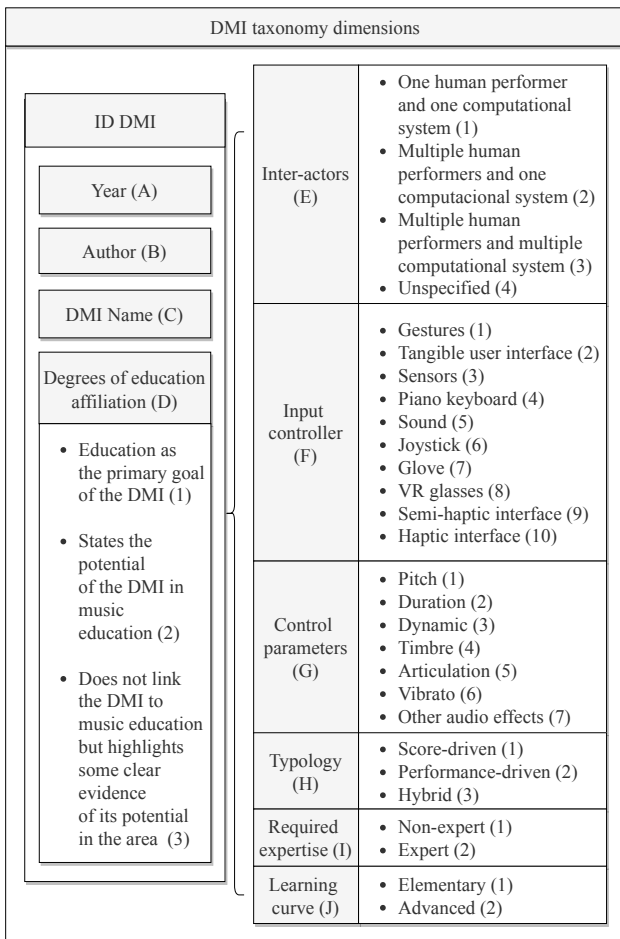 DMI taxonomy dimensions
ID DMI
Year (A)
Author (B)
DMI Name (C)
Degrees of education
affiliation (D)
• Education as
the primary goal
of the DMI (1)
• States the
potential
of the DMI in
music
education (2)
• Does not link
the DMI to
music education
but highlights
some clear
evidence
of its potential
in the area (3)
Inter-actors
(E)
• One human performer
and one computational
system (1)
• Multiple human
performers and one
computacional system (2)
• Multiple human
performers and multiple
computational system (3)
• Unspecified (4)
Input
controller
(F)
• Gestures (1)
• Tangible user interface (2)
• Sensors (3)
• Piano keyboard (4)
• Sound (5)
• Joystick (6)
• Glove (7)
• VR glasses (8)
• Semi-haptic interface (9)
• Haptic interface (10)
Control
parameters
(G)
• Pitch (1)
• Duration (2)
• Dynamic (3)
• Timbre (4)
• Articulation (5)
• Vibrato (6)
• Other audio effects (7)
Typology
(H)
• Score-driven (1)
• Performance-driven (2)
• Hybrid (3)
Required
expertise (I)
• Non-expert (1)
• Expert (2)
Learning
curve (J)
• Elementary (1)
• Advanced (2)